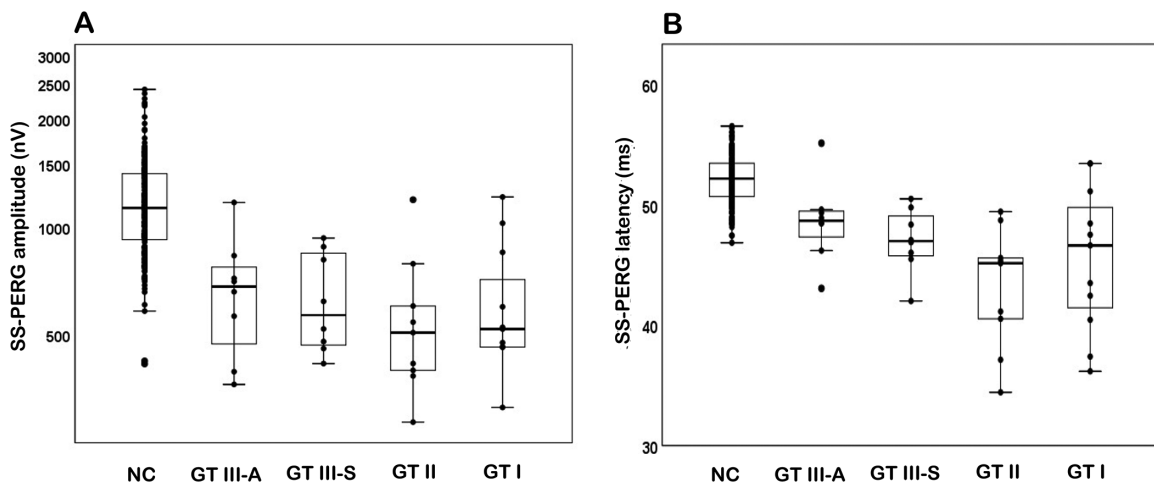 A
SS-PERG amplitude (nV)
3000
2500
2000
1500
1000
500
NC GT III-A GT III-S GT II GT I
B
SS-PERG latency (ms)
60
50
40
30
NC GT III-A GT III-S GT II GT I